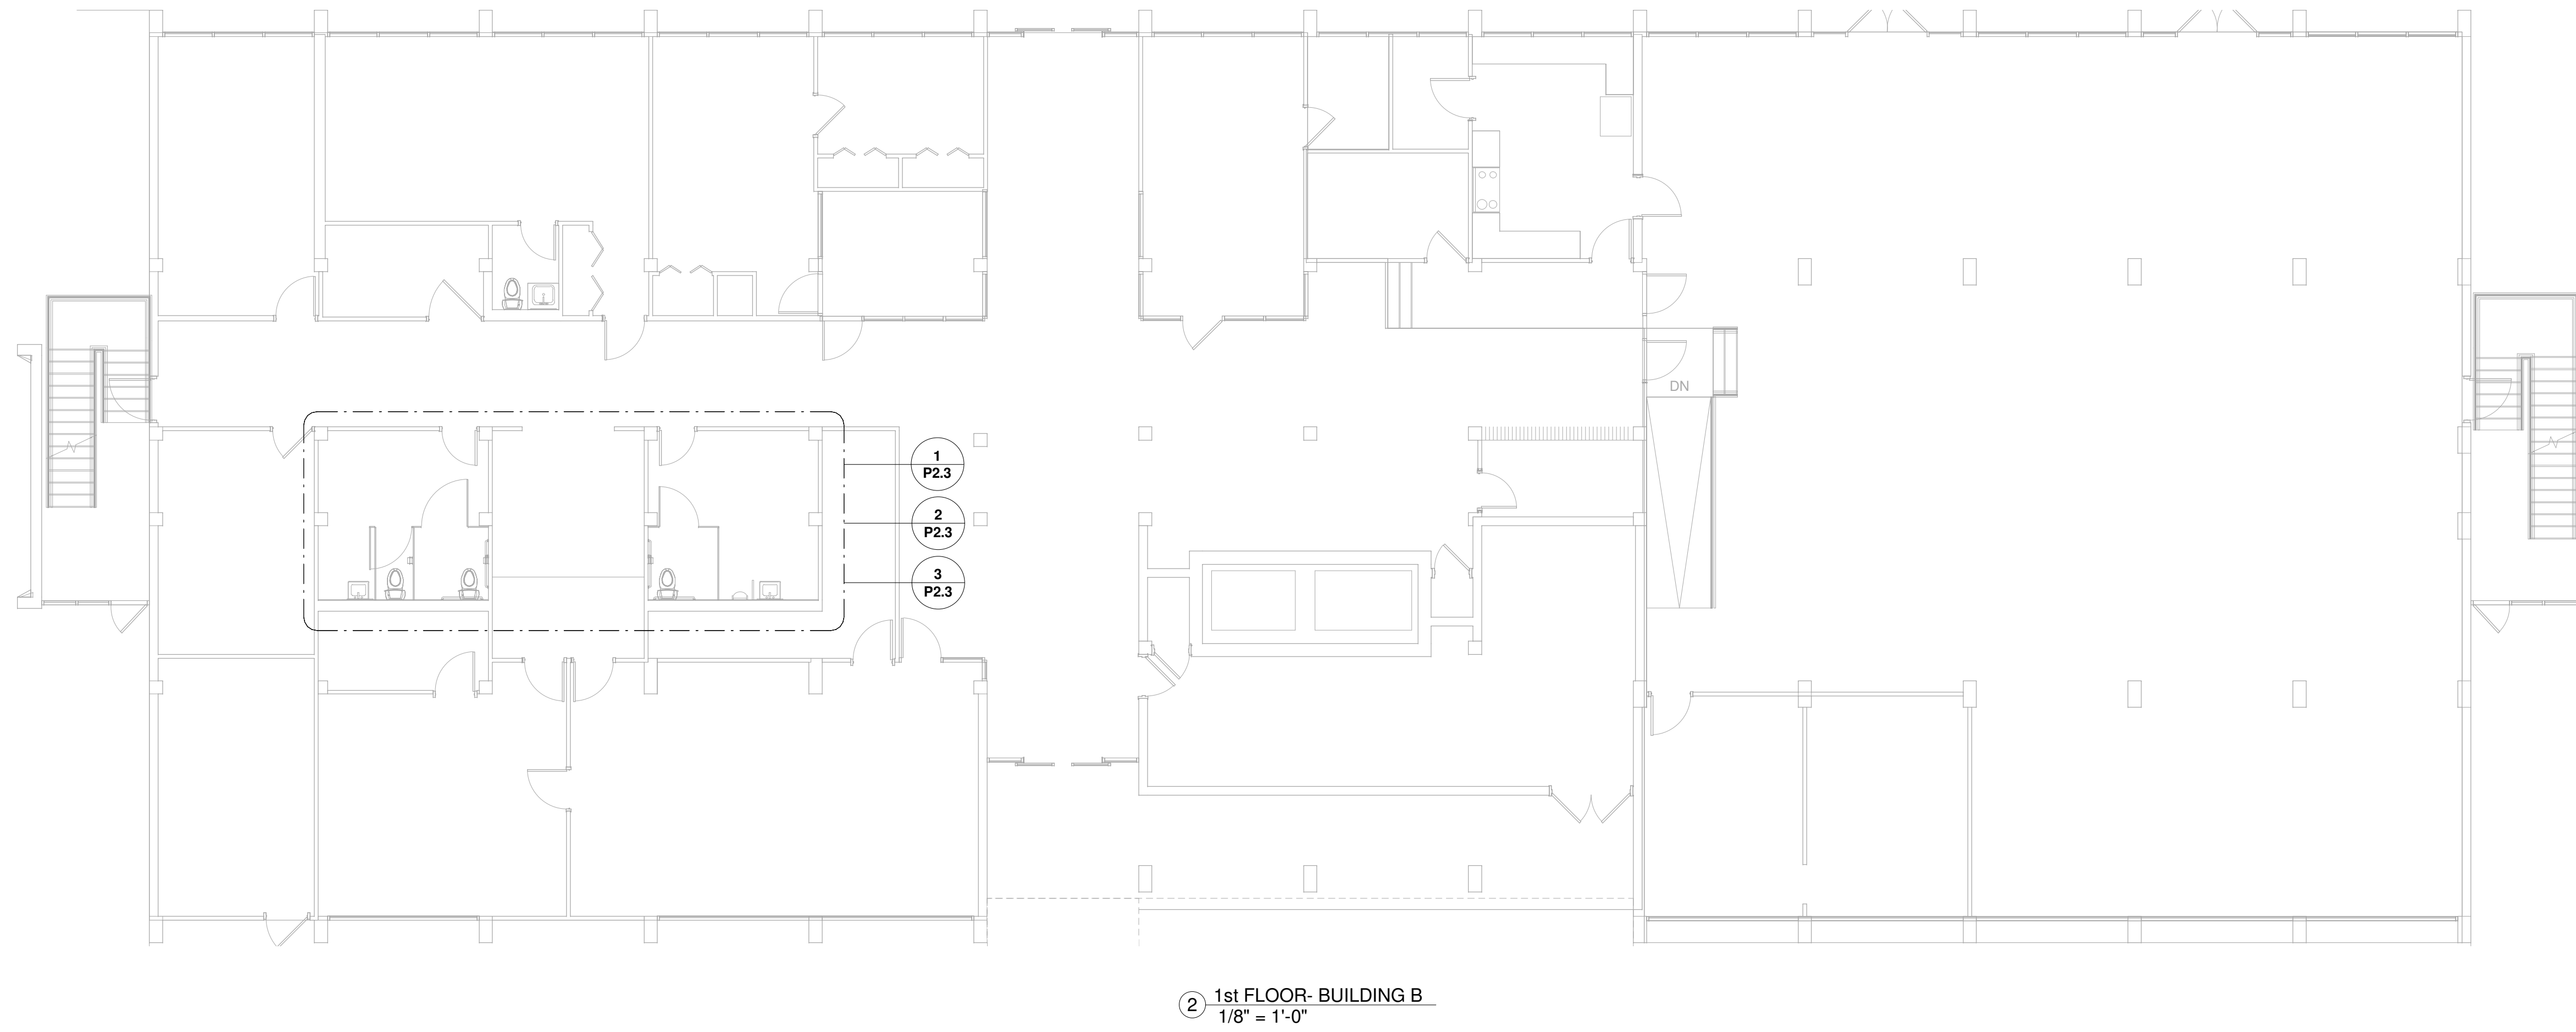 DN
1
P2.3
2
P2.3
3
P2.3
2
1st FLOOR- BUILDING B
1/8" = 1'-0"